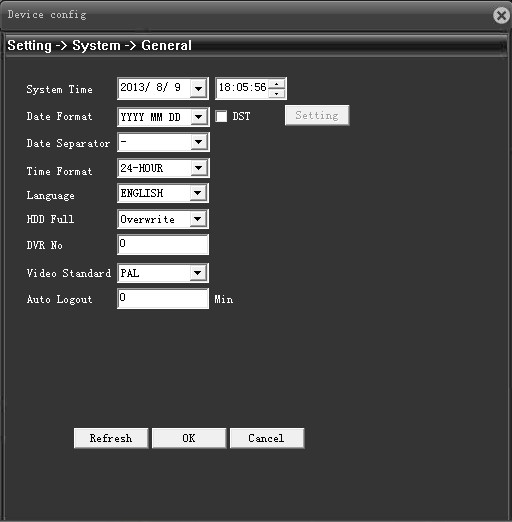 Device config
Setting -> System -> General
System Time 2013/ 8/ 9 18:05:56
Date Format YYYY MM DD DST Setting
Date Separator -
Time Format 24-HOUR
Language ENGLISH
HDD Full Overwrite
DVR No 0
Video Standard PAL
Auto Logout 0 Min
Refresh OK Cancel